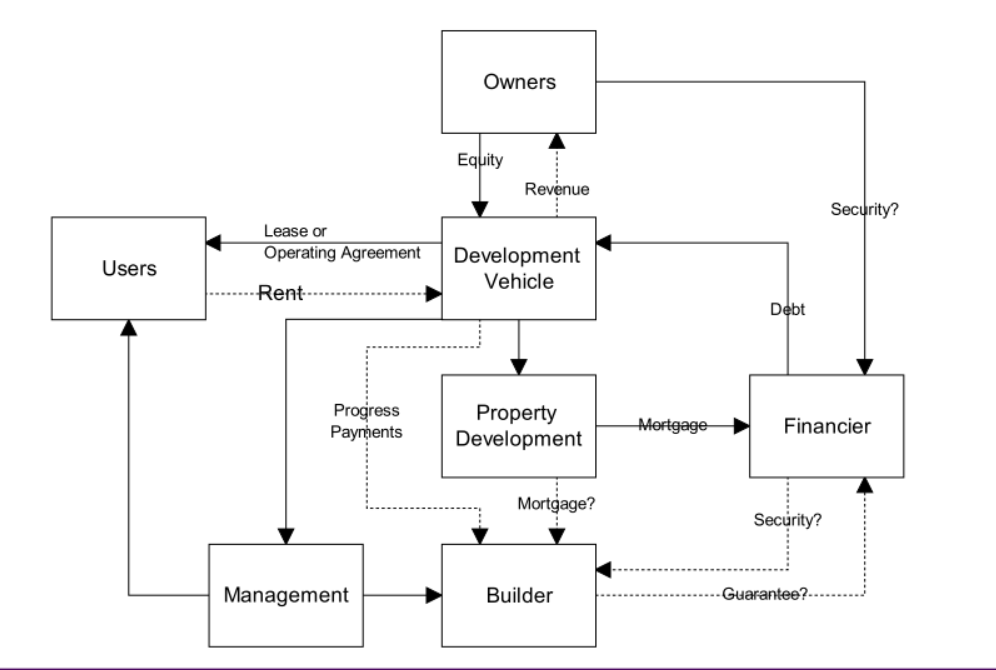 Owners
Equity
Revenue
Security?
Lease or
Operating Agreement
Users
Development
Vehicle
Rent
Debt
Progress
Payments
Property
Development
Mortgage
Financier
Mortgage?
Security?
Management
Builder
Guarantee?